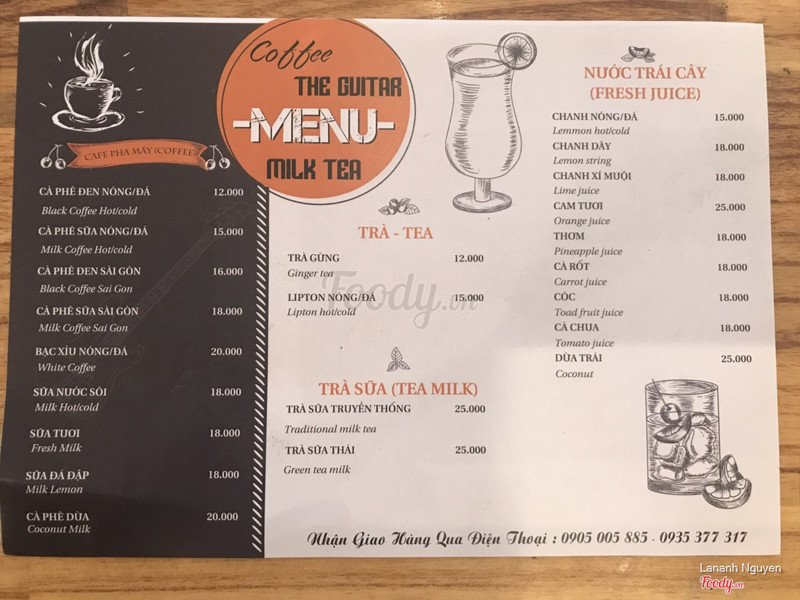 Coffee
THE GUITAR
-MENU-
MILK TEA
CAFE PHA MÁY (COFFEE)
CÀ PHÊ ĐEN NÓNG/ĐÁ 12.000
Black Coffee Hot/cold
CÀ PHÊ SỮA NÓNG/ĐÁ 15.000
Milk Coffee Hot/cold
CÀ PHÊ ĐEN SÀI GÒN 16.000
Black Coffee Sai Gon
CÀ PHÊ SỮA SÀI GÒN 18.000
Milk Coffee Sai Gon
BẠC XỈU NÓNG/ĐÁ 20.000
White Coffee
SỮA NƯỚC SÔI 18.000
Milk Hot/cold
SỮA TƯƠI 18.000
Fresh Milk
SỮA ĐÁ ĐẬP 18.000
Milk Lemon
CÀ PHÊ DỪA 20.000
Coconut Milk
TRÀ - TEA
TRÀ GỪNG 12.000
Ginger tea
LIPTON NÓNG/ĐÁ 15.000
Lipton hot/cold
Foody.vn
TRÀ SỮA (TEA MILK)
TRÀ SỮA TRUYỀN THỐNG 25.000
Traditional milk tea
TRÀ SỮA THÁI 25.000
Green tea milk
NƯỚC TRÁI CÂY
(FRESH JUICE)
CHANH NÓNG/ĐÁ 15.000
Lemmon hot/cold
CHANH DÂY 18.000
Lemon string
CHANH XÍ MUỘI 18.000
Lime juice
CAM TƯƠI 25.000
Orange juice
THƠM 18.000
Pineapple juice
CÀ RỐT 18.000
Carrot juice
CÓC 18.000
Toad fruit juice
CÀ CHUA 18.000
Tomato juice
DỪA TRÁI 25.000
Coconut
Nhận Giao Hàng Qua Điện Thoại : 0905 005 885 - 0935 377 317
Lananh Nguyen
Foody.vn